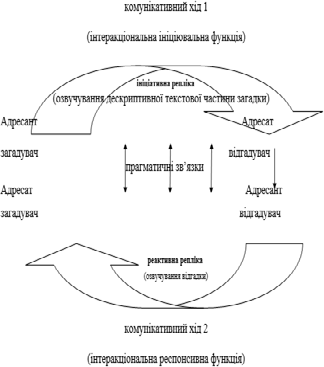 комунікативний хід 1
(інтеракціональна ініціювальна функція)
ініціативна репліка
(озвучування дескриптивної текстової частини загадки)
Адресант Адресат
загадувач відгадувач
прагматичні зв’язки
Адресат Адресант
загадувач відгадувач
реактивна репліка
(озвучування відгадки)
комунікативний хід 2
(інтеракціональна респонсивна функція)